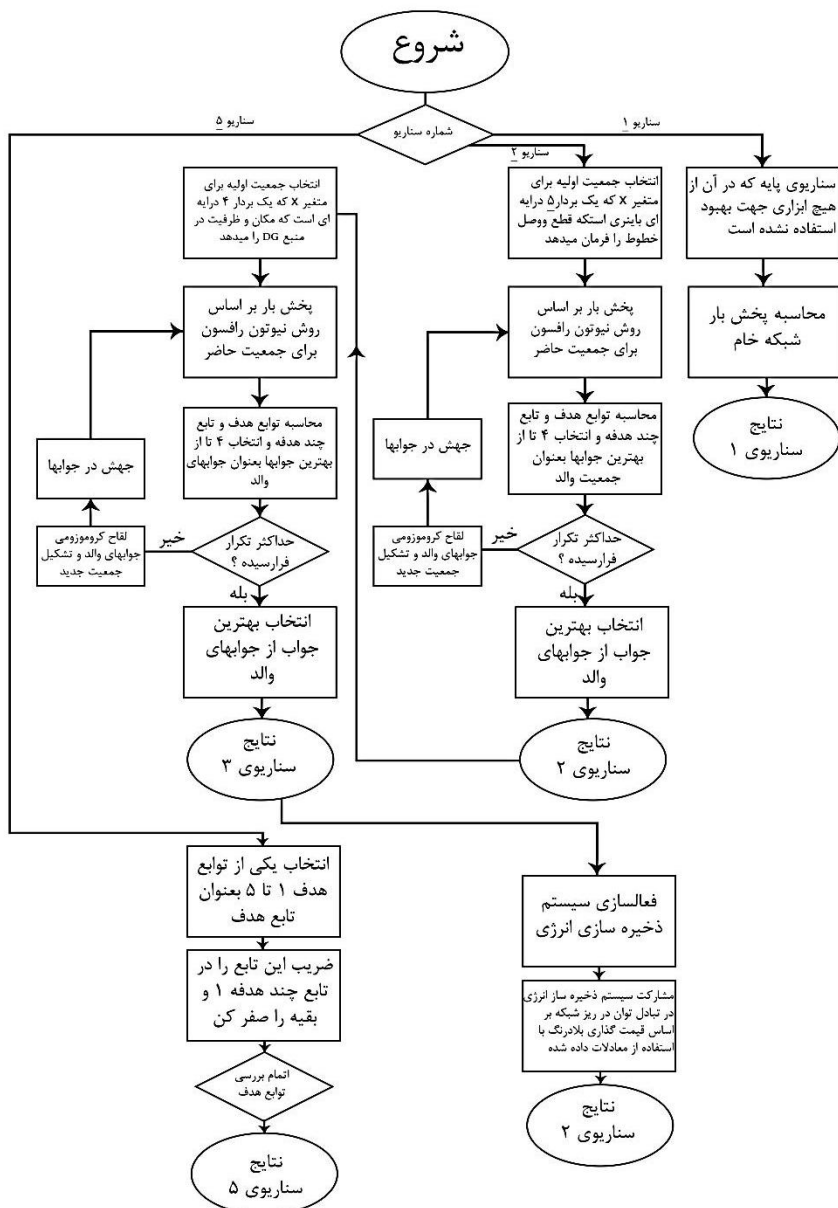 شروع
شماره سناریو
سناریو ۱
سناریو ۲
سناریو ۵
سناریوی پایه که در آن از
هیچ ابزاری جهت بهبود
استفاده نشده است
محاسبه پخش بار
شبکه خام
نتایج
سناریوی ۱
انتخاب جمعیت اولیه برای
متغیر X که یک بردار۵ درایه
ای باینری استکه قطع ووصل
خطوط را فرمان میدهد
پخش بار بر اساس
روش نیوتون رافسون
برای جمعیت حاضر
محاسبه توابع هدف و تابع
چند هدفه و انتخاب ۴ تا از
بهترین جوابها بعنوان
جمعیت والد
حداکثر تکرار
فرارسیده ؟
خیر
لقاح کروموزومی
جوابهای والد و تشکیل
جمعیت جدید
جهش در جوابها
بله
انتخاب بهترین
جواب از جوابهای
والد
نتایج
سناریوی ۲
انتخاب جمعیت اولیه برای
متغیر X که یک بردار ۴ درایه
ای است که مکان و ظرفیت در
منبع DG را میدهد
پخش بار بر اساس
روش نیوتون رافسون
برای جمعیت حاضر
محاسبه توابع هدف و تابع
چند هدفه و انتخاب ۴ تا از
بهترین جوابها بعنوان جوابهای
والد
حداکثر تکرار
فرارسیده ؟
خیر
لقاح کروموزومی
جوابهای والد و تشکیل
جمعیت جدید
جهش در جوابها
بله
انتخاب بهترین
جواب از جوابهای
والد
نتایج
سناریوی ۳
فعالسازی سیستم
ذخیره سازی انرژی
مشارکت سیستم ذخیره ساز انرژی
در تبادل توان در ریز شبکه بر
اساس قیمت گذاری بلادرنگ با
استفاده از معادلات داده شده
نتایج
سناریوی ۲
انتخاب یکی از توابع
هدف ۱ تا ۵ بعنوان
تابع هدف
ضریب این تابع را در
تابع چند هدفه ۱ و
بقیه را صفر کن
اتمام بررسی
توابع هدف
نتایج
سناریوی ۵